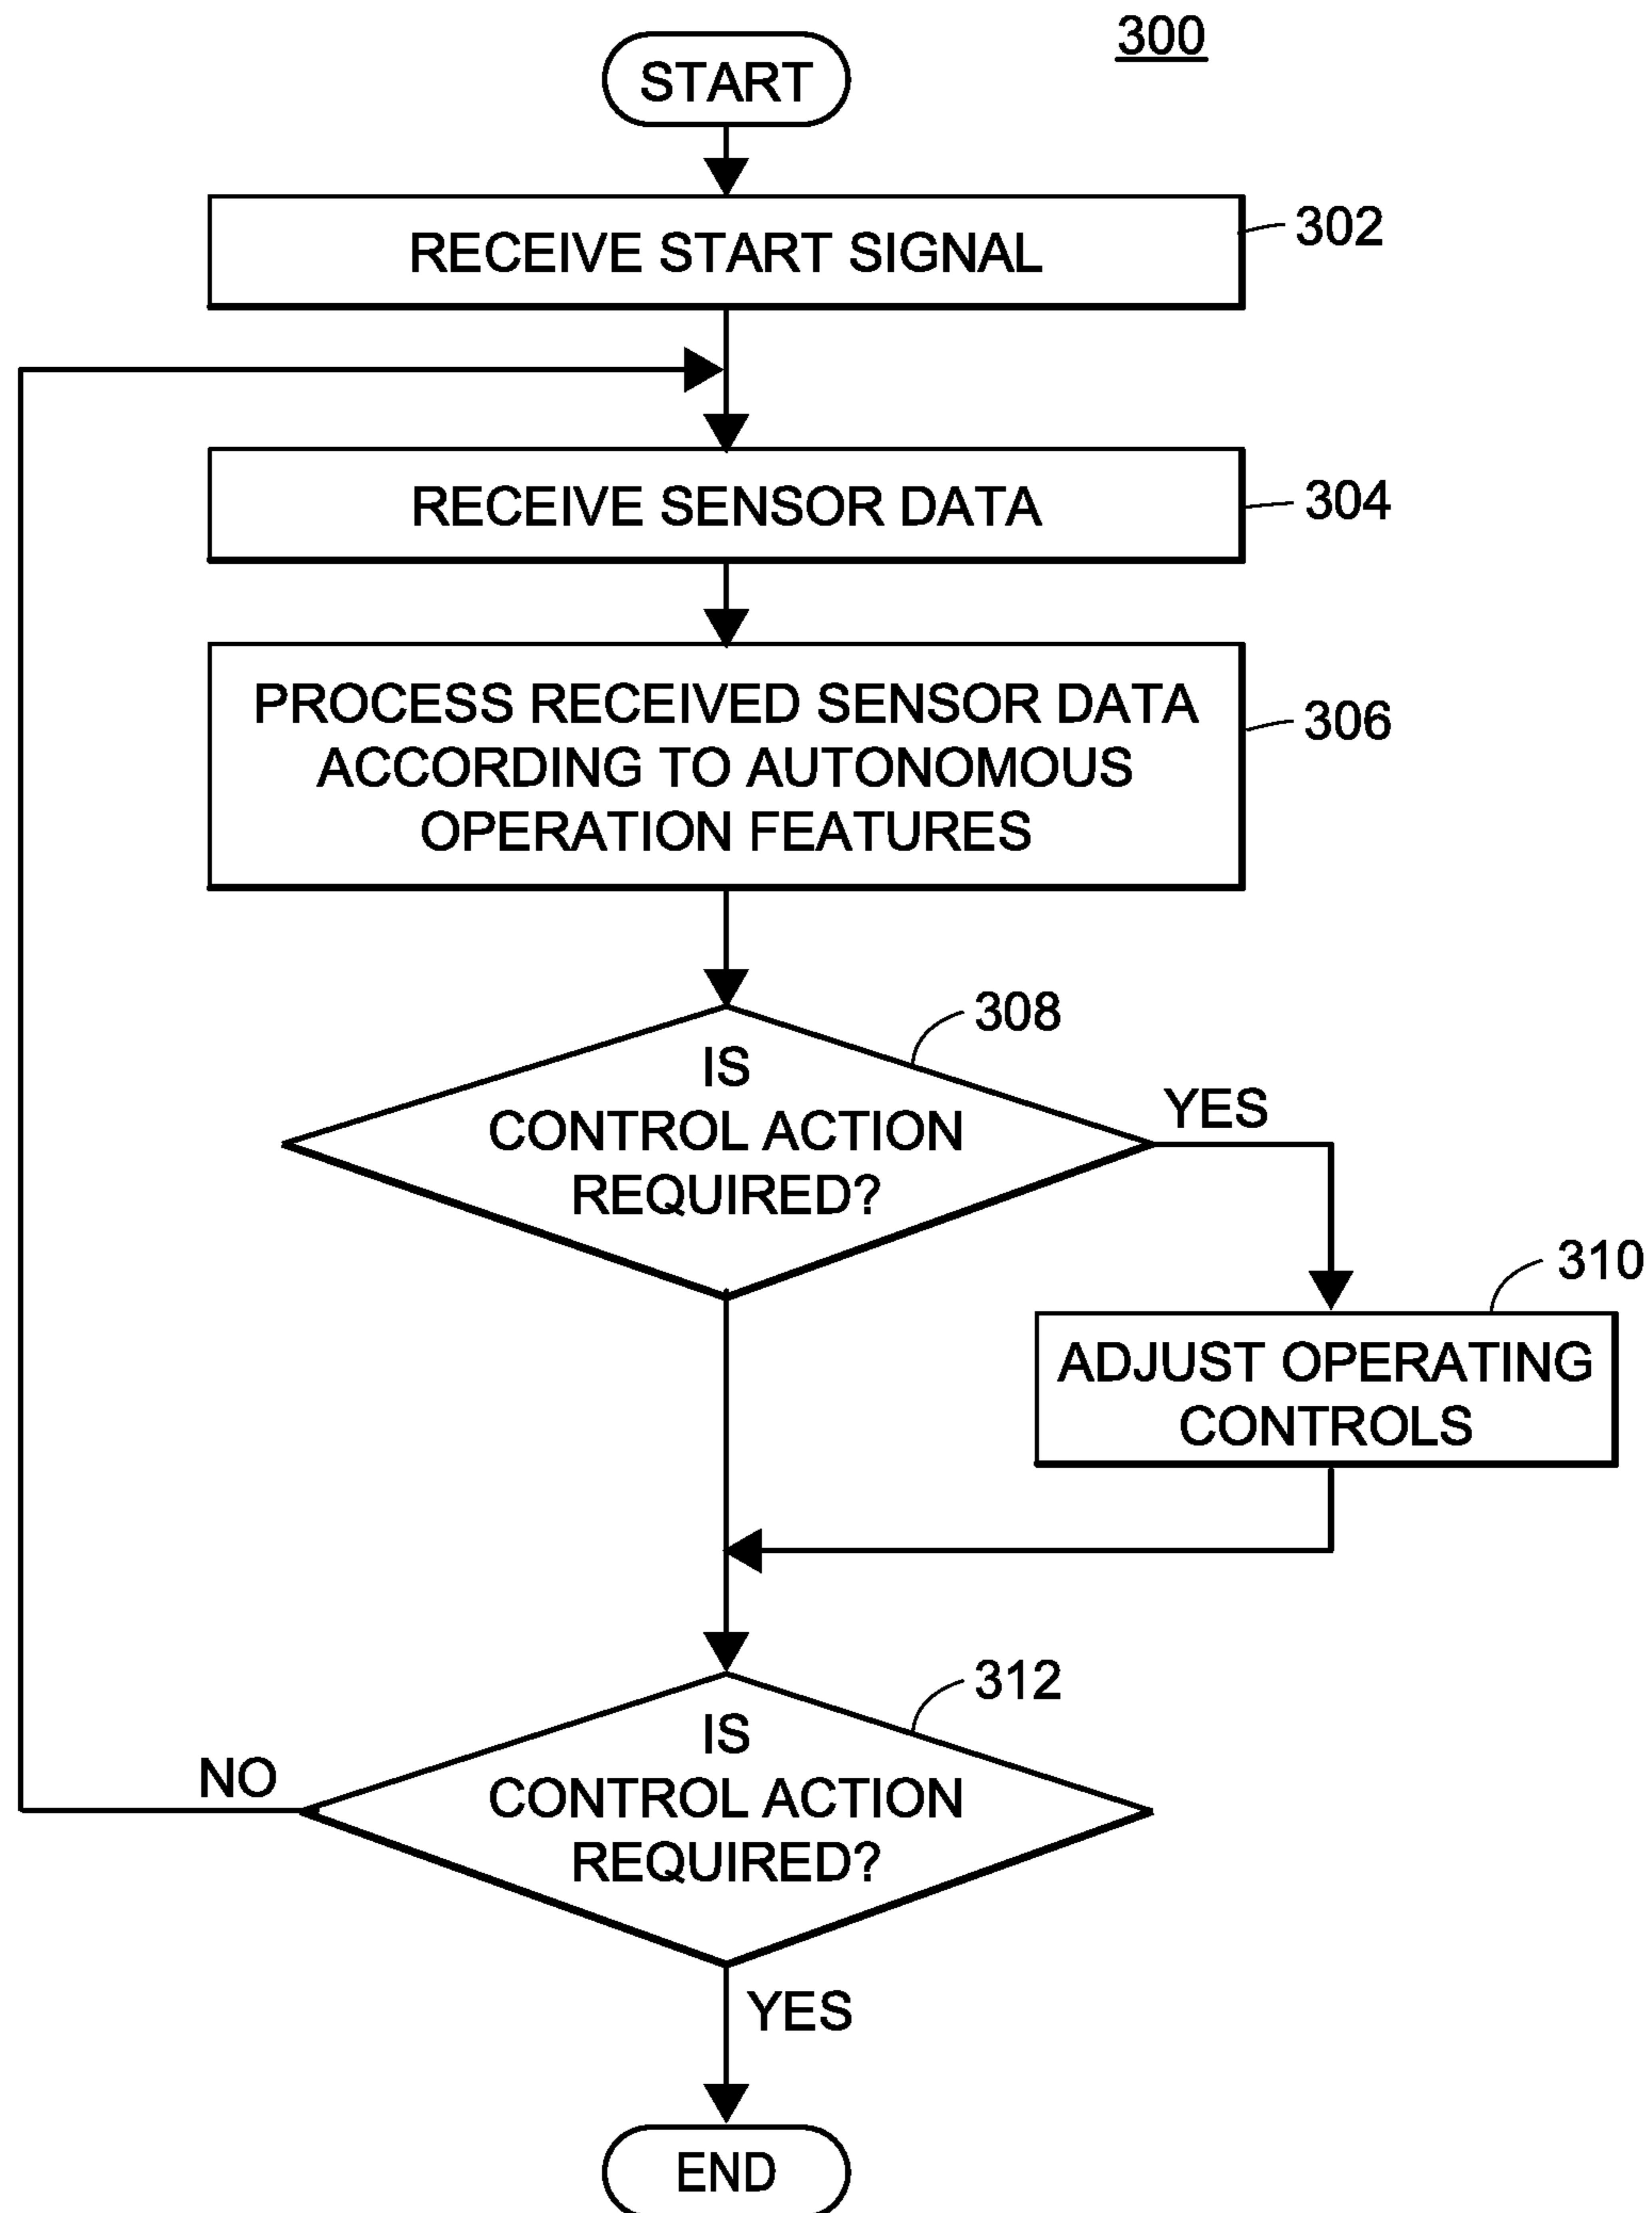 300
START
RECEIVE START SIGNAL
302
RECEIVE SENSOR DATA
304
PROCESS RECEIVED SENSOR DATA
ACCORDING TO AUTONOMOUS
OPERATION FEATURES
306
308
IS
CONTROL ACTION
REQUIRED?
YES
310
ADJUST OPERATING
CONTROLS
312
IS
CONTROL ACTION
REQUIRED?
NO
YES
END